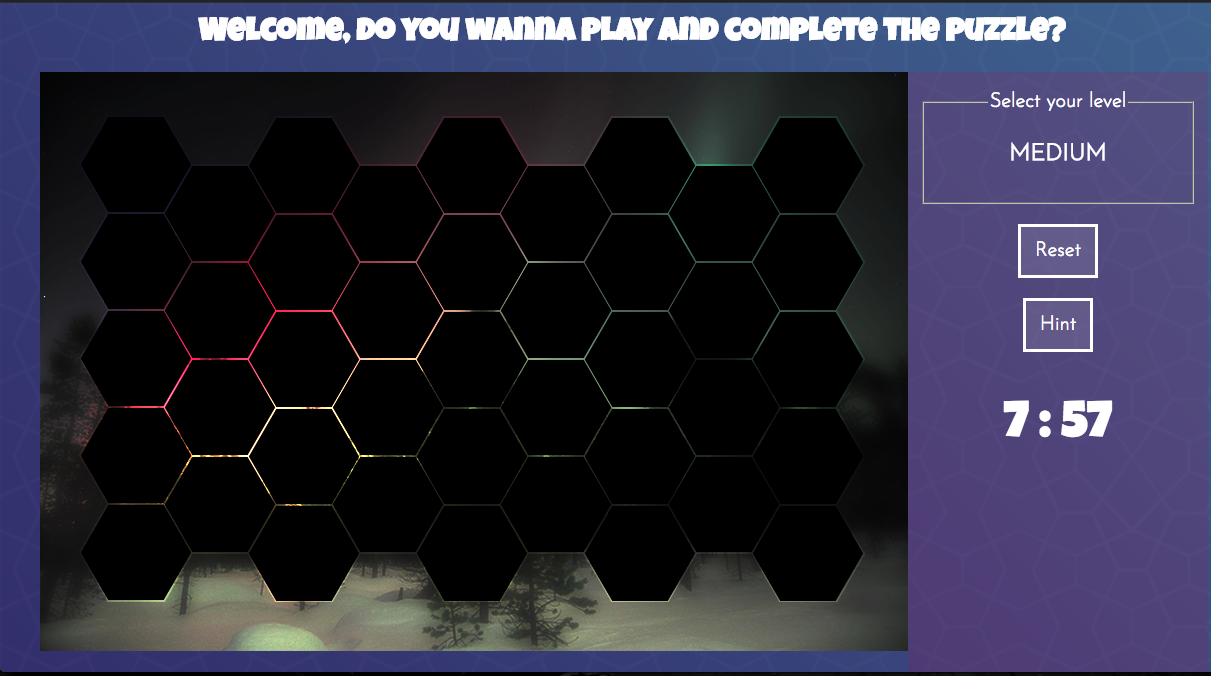 Welcome, Do you wanna play and complete the puzzle?
Select your level
MEDIUM
Reset
Hint
7 : 57